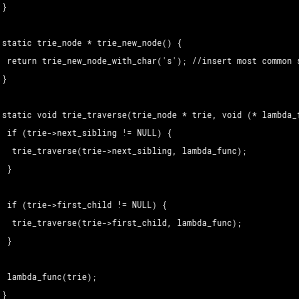 }
static trie_node * trie_new_node() {
return trie_new_node_with_char('s'); //insert most common
}
static void trie_traverse(trie_node * trie, void (* lambda_
if (trie->next_sibling != NULL) {
trie_traverse(trie->next_sibling, lambda_func);
}
if (trie->first_child != NULL) {
trie_traverse(trie->first_child, lambda_func);
}
lambda_func(trie);
}